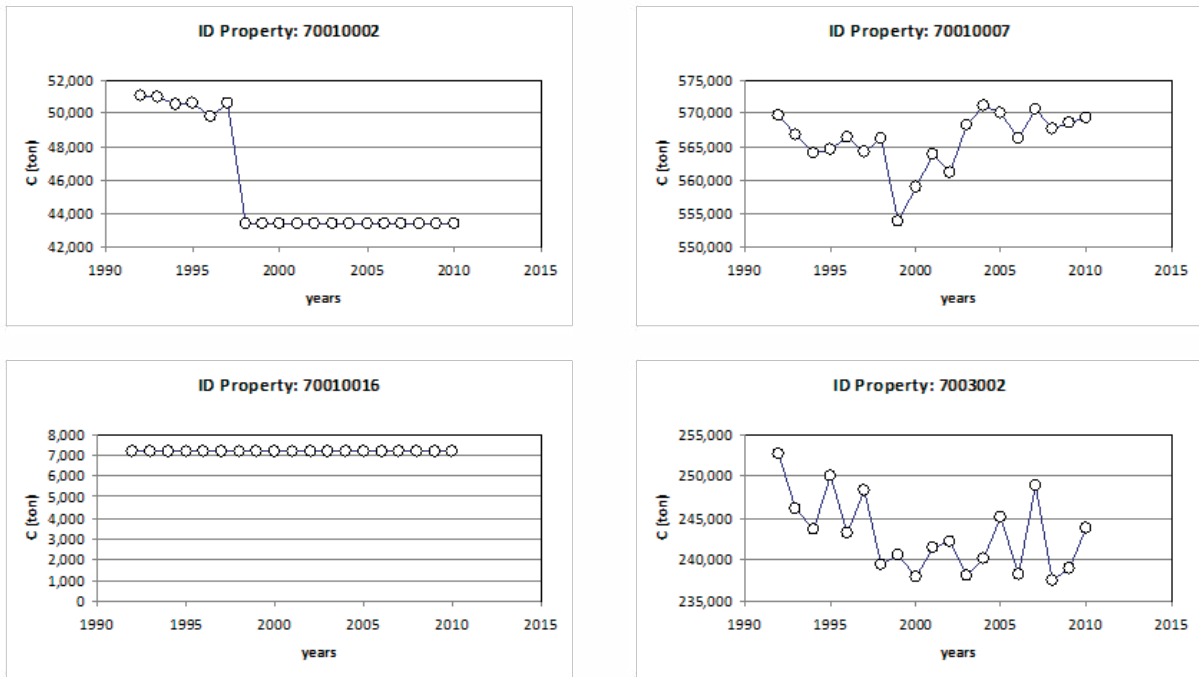 ID Property: 70010002
52,000
50,000
48,000
46,000
44,000
42,000
C (ton)
1990 1995 2000 2005 2010 2015
years
ID Property: 70010007
575,000
570,000
565,000
560,000
555,000
550,000
C (ton)
1990 1995 2000 2005 2010 2015
years
ID Property: 70010016
8,000
7,000
6,000
5,000
4,000
3,000
2,000
1,000
0
C (ton)
1990 1995 2000 2005 2010 2015
years
ID Property: 7003002
255,000
250,000
245,000
240,000
235,000
C (ton)
1990 1995 2000 2005 2010 2015
years